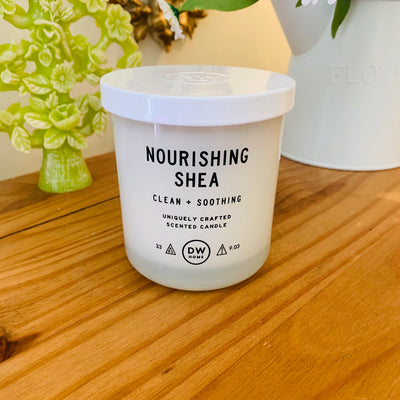 NOURISHING
SHEA
CLEAN + SOOTHING
UNIQUELY CRAFTED
SCENTED CANDLE
33 DW 9.03
HOME